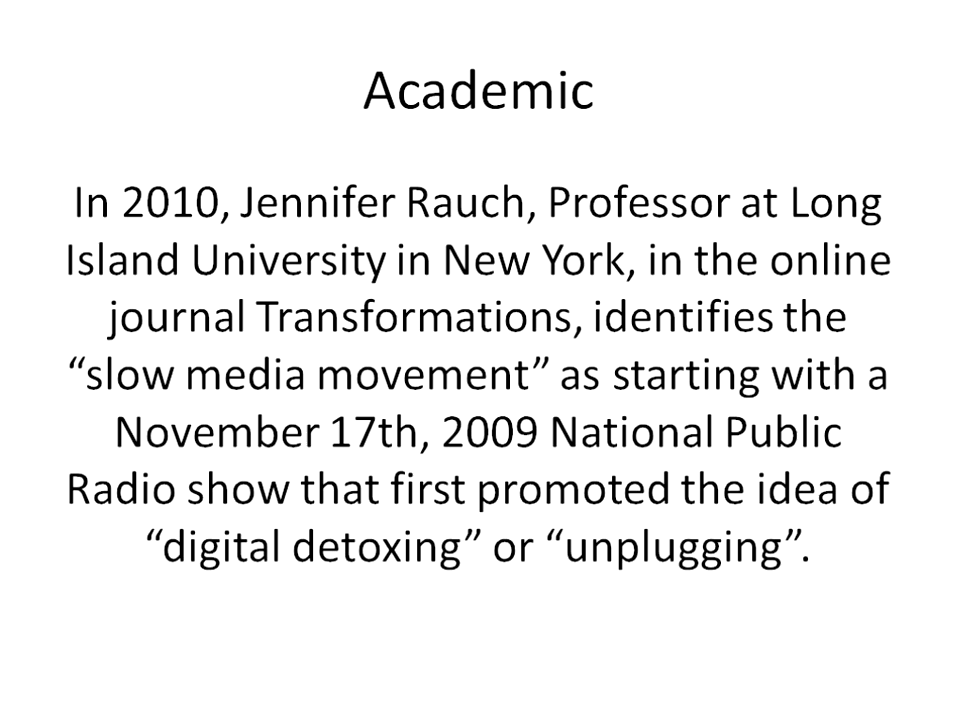 Academic
In 2010, Jennifer Rauch, Professor at Long
Island University in New York, in the online
journal Transformations, identifies the
“slow media movement” as starting with a
November 17th, 2009 National Public
Radio show that first promoted the idea of
“digital detoxing” or “unplugging”.